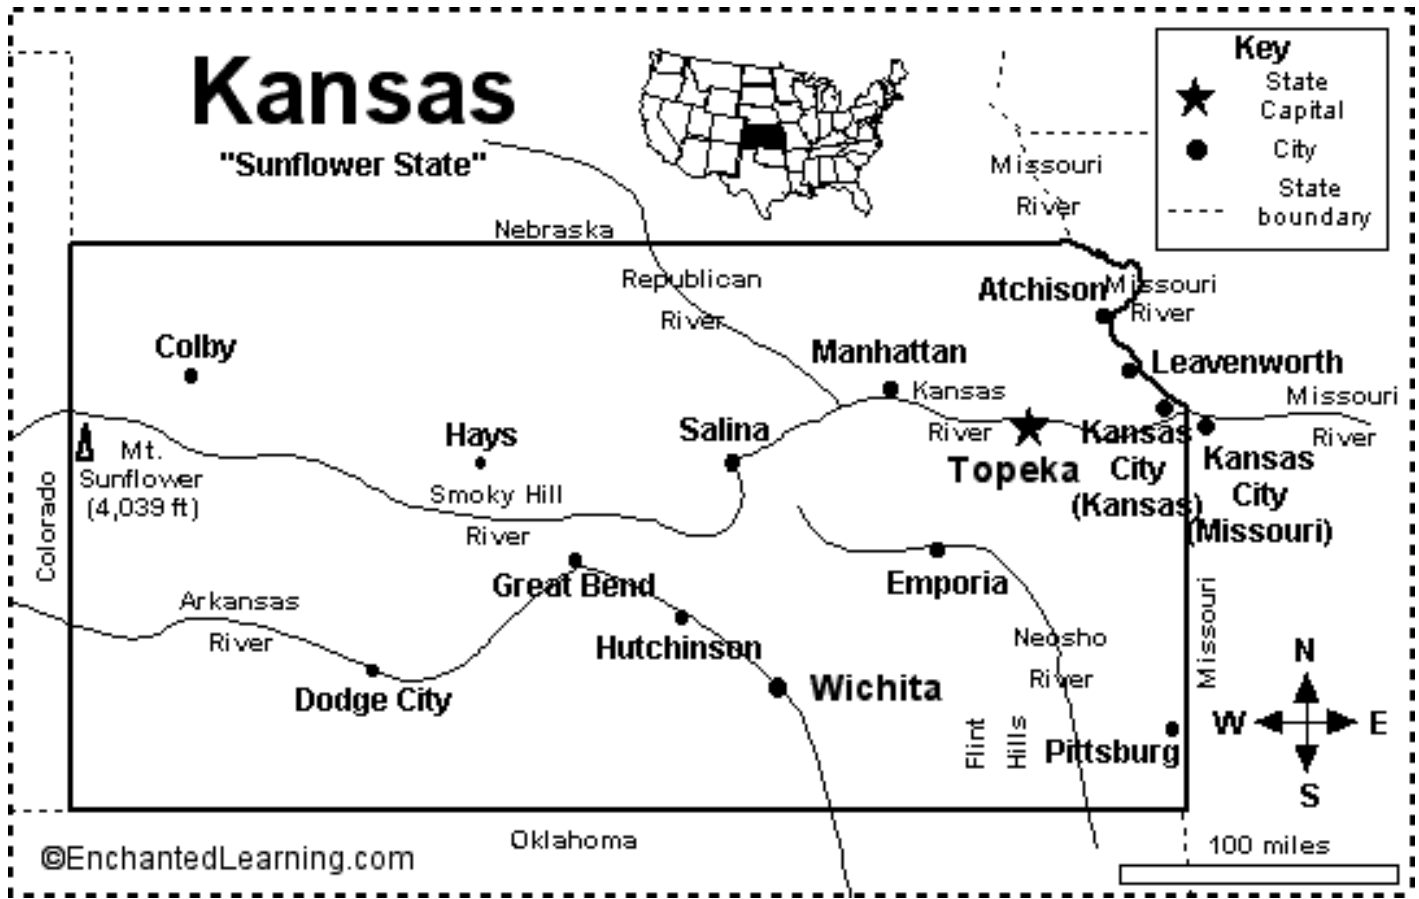 Kansas
"Sunflower State"
Key
State
Capital
City
State
boundary
Missouri
River
Nebraska
Republican
River
Atchison
Missouri
River
Colby
Manhattan
Leavenworth
Kansas
River
Missouri
River
Hays
Salina
Topeka
Kansas
City
(Kansas)
Kansas
City
(Missouri)
Mt.
Sunflower
(4,039 ft)
Smoky Hill
River
Colorado
Great Bend
Emporia
Arkansas
River
Hutchinson
Neosho
River
Missouri
Dodge City
Wichita
Flint
Hills
Pittsburg
N
W
E
S
Oklahoma
100 miles
©EnchantedLearning.com